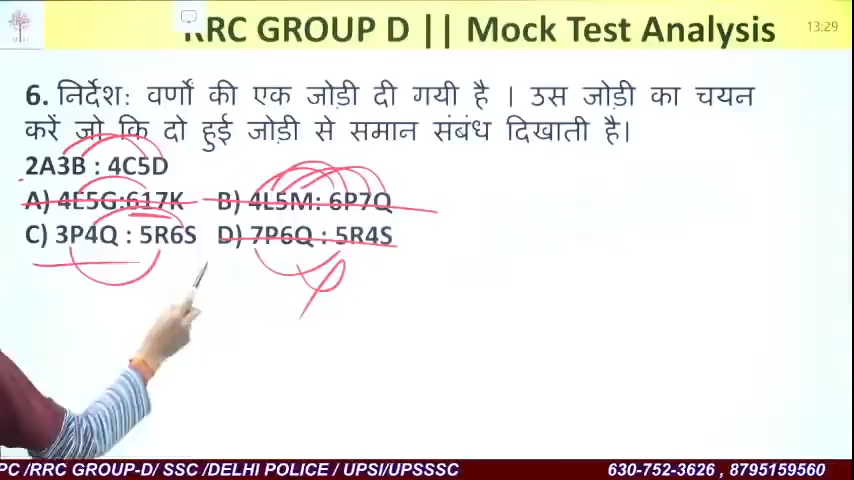 RRC GROUP D || Mock Test Analysis
13:29
6. निर्देशः वर्णों की एक जोड़ी दी गयी है । उस जोड़ी का चयन
करें जो कि दो हुई जोड़ी से समान संबंध दिखाती है।
2A3B : 4C5D
A) 4E5G:617K B) 4L5M: 6P7Q
C) 3P4Q : 5R6S D) 7P6Q : 5R4S
PC /RRC GROUP-D/ SSC /DELHI POLICE / UPSI/UPSSSC 630-752-3626 , 8795159560